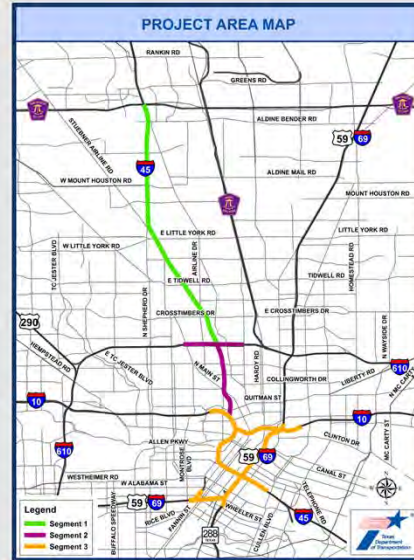 PROJECT AREA MAP
RANKIN RD
GREENS RD
ALDINE BENDER RD
59
69
STUEBNER AIRLINE RD
45
ALDINE MAIL RD
W MOUNT HOUSTON RD
MOUNT HOUSTON RD
E LITTLE YORK RD
LITTLE YORK RD
W LITTLE YORK RD
TC JESTER BLVD
AIRLINE DR
HOMESTEAD RD
E TIDWELL RD
TIDWELL RD
N SHEPHERD DR
CROSSTIMBERS DR
E CROSSTIMBERS DR
290
HEMPSTEAD RD
E TC JESTER BLVD
N MAIN ST
HARDY RD
N WAYSIDE DR
610
COLLINGWORTH DR
LIBERTY RD
N MC CARTY
QUITMAN ST
10
10
ALLEN PKWY
CLINTON DR
MC CARTY ST
610
MONTROSE BLVD
59
69
CANAL ST
WESTHEIMER RD
W ALABAMA ST
TELEPHONE RD
59
69
BUFFALO SPEEDWAY
RICE BLVD
FANNIN ST
WHEELER ST
CULLEN BLVD
45
288
Legend
Segment 1
Segment 2
Segment 3
Texas
Department
of Transportation